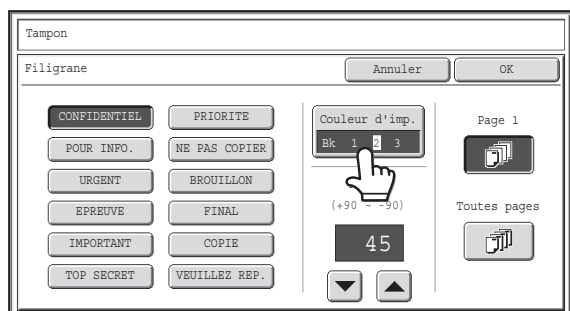 Tampon
Filigrane
Annuler
OK
CONFIDENTIEL
PRIORITE
POUR INFO.
NE PAS COPIER
URGENT
BROUILLON
EPREUVE
FINAL
IMPORTANT
COPIE
TOP SECRET
VEUILLEZ REP.
Couleur d'imp.
Bk 1 2 3
(+90 ~ -90)
45
Page 1
Toutes pages